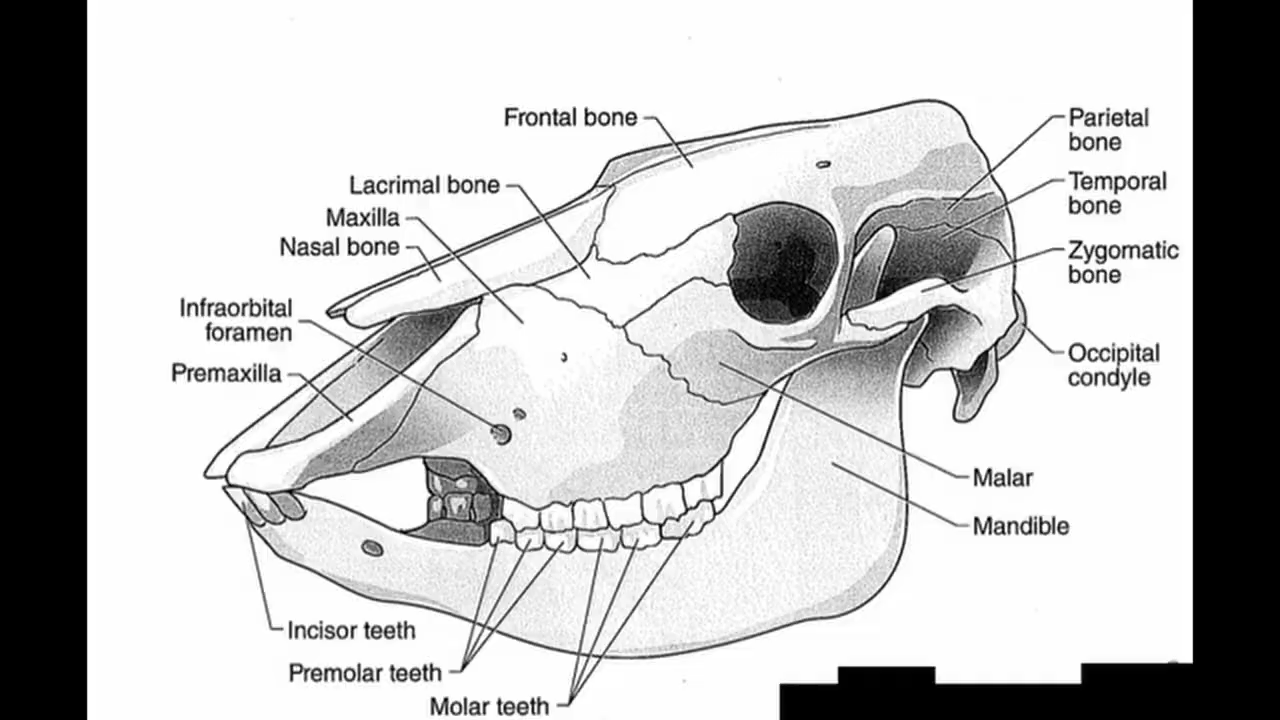 Frontal bone
Parietal
bone
Lacrimal bone
Temporal
bone
Maxilla
Nasal bone
Zygomatic
bone
Infraorbital
foramen
Premaxilla
Occipital
condyle
Malar
Mandible
Incisor teeth
Premolar teeth
Molar teeth